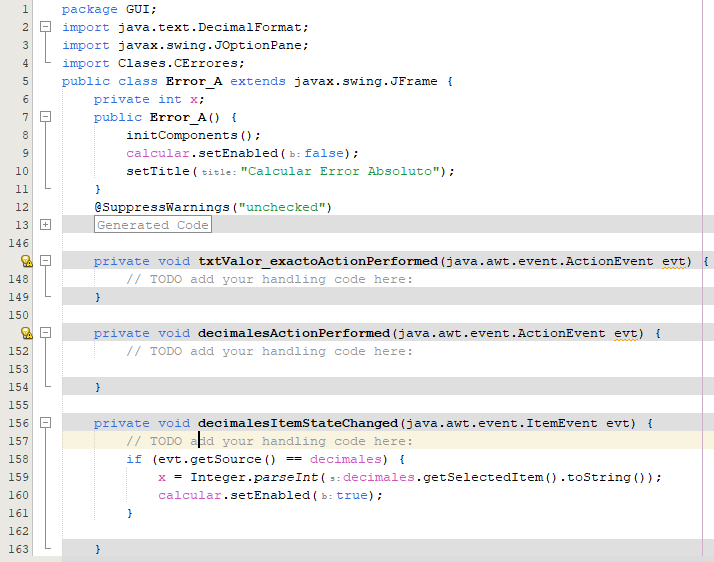 1 package GUI;
2 import java.text.DecimalFormat;
3 import javax.swing.JOptionPane;
4 import Clases.CErrores;
5 public class Error_A extends javax.swing.JFrame {
6 private int x;
7 public Error_A() {
8 initComponents();
9 calcular.setEnabled(b: false);
10 setTitle(title: "Calcular Error Absoluto");
11 }
12 @SuppressWarnings("unchecked")
13 Generated Code
146
private void txtValor_exactoActionPerformed(java.awt.event.ActionEvent evt) {
148 // TODO add your handling code here:
149 }
150
private void decimalesActionPerformed(java.awt.event.ActionEvent evt) {
152 // TODO add your handling code here:
153
154 }
155
156 private void decimalesItemStateChanged(java.awt.event.ItemEvent evt) {
157 // TODO add your handling code here:
158 if (evt.getSource() == decimales) {
159 x = Integer.parseInt(s: decimales.getSelectedItem().toString());
160 calcular.setEnabled(b: true);
161 }
162
163 }